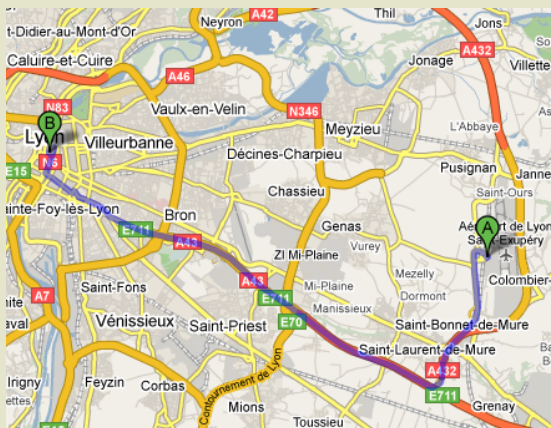 A42
Thil
Neyron
Jons
t-Didier-au-Mont-d'Or
A432
Caluire-et-Cuire
Jonage
Villette
A46
N83
Vaulx-en-Velin
N346
B
Meyzieu
L'Abbaye
Lyon
Villeurbanne
N6
Décines-Charpieu
Pusignan
E15
Janne
Chassieu
Saint-Ours
ainte-Foy-lès-Lyon
Bron
Genas
A
Aéroport de Lyon
Saint-Exupéry
E711
A43
Vurey
ZI Mi-Plaine
Mezelly
A43
Mi-Plaine
Colombier-
A7
Saint-Fons
E711
Dormont
Manissieux
Vénissieux
E70
Saint-Priest
Saint-Bonnet-de-Mure
Saint-Laurent-de-Mure
A432
Irigny
Feyzin
Corbas
Contournement de Lyon
E711
Mions
Grenay
Toussieu